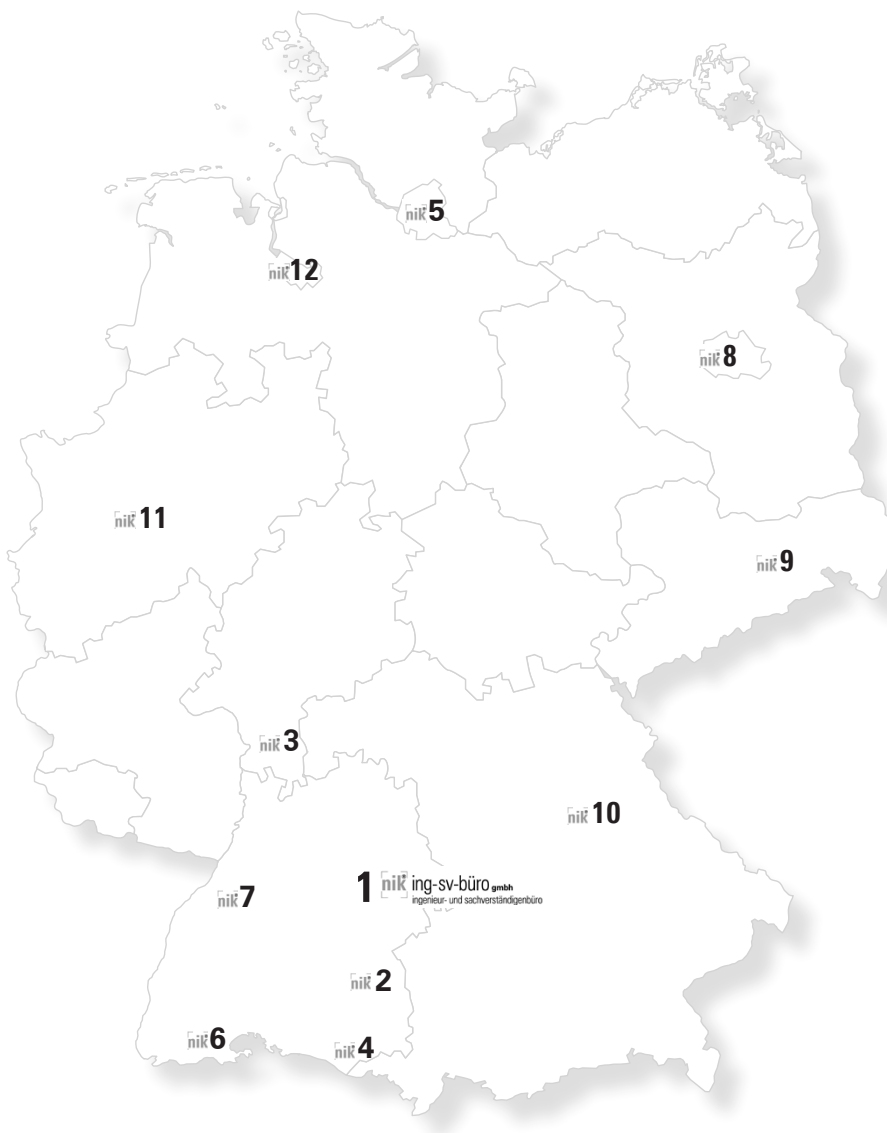 nik 5
nik 12
nik 8
nik 11
nik 9
nik 3
nik 10
1 nik ing-sv-büro gmbh
ingenieur- und sachverständigenbüro
nik 7
nik 2
nik 6
nik 4